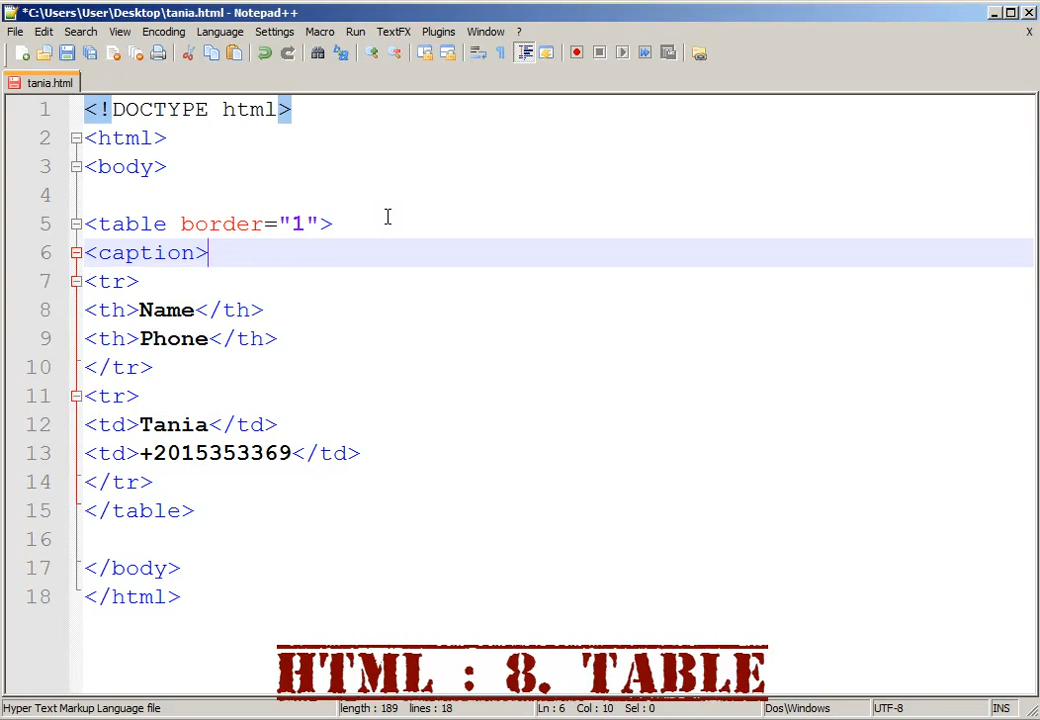 *C:\Users\User\Desktop\tania.html - Notepad++
File Edit Search View Encoding Language Settings Macro Run TextFX Plugins Window ? X
tania.html
1 <!DOCTYPE html>
2 <html>
3 <body>
4
5 <table border="1">
6 <caption>
7 <tr>
8 <th>Name</th>
9 <th>Phone</th>
10 </tr>
11 <tr>
12 <td>Tania</td>
13 <td>+2015353369</td>
14 </tr>
15 </table>
16
17 </body>
18 </html>
HTML : 8. TABLE
Hyper Text Markup Language file length : 189 lines : 18 Ln : 6 Col : 10 Sel : 0 Dos\Windows UTF-8 INS